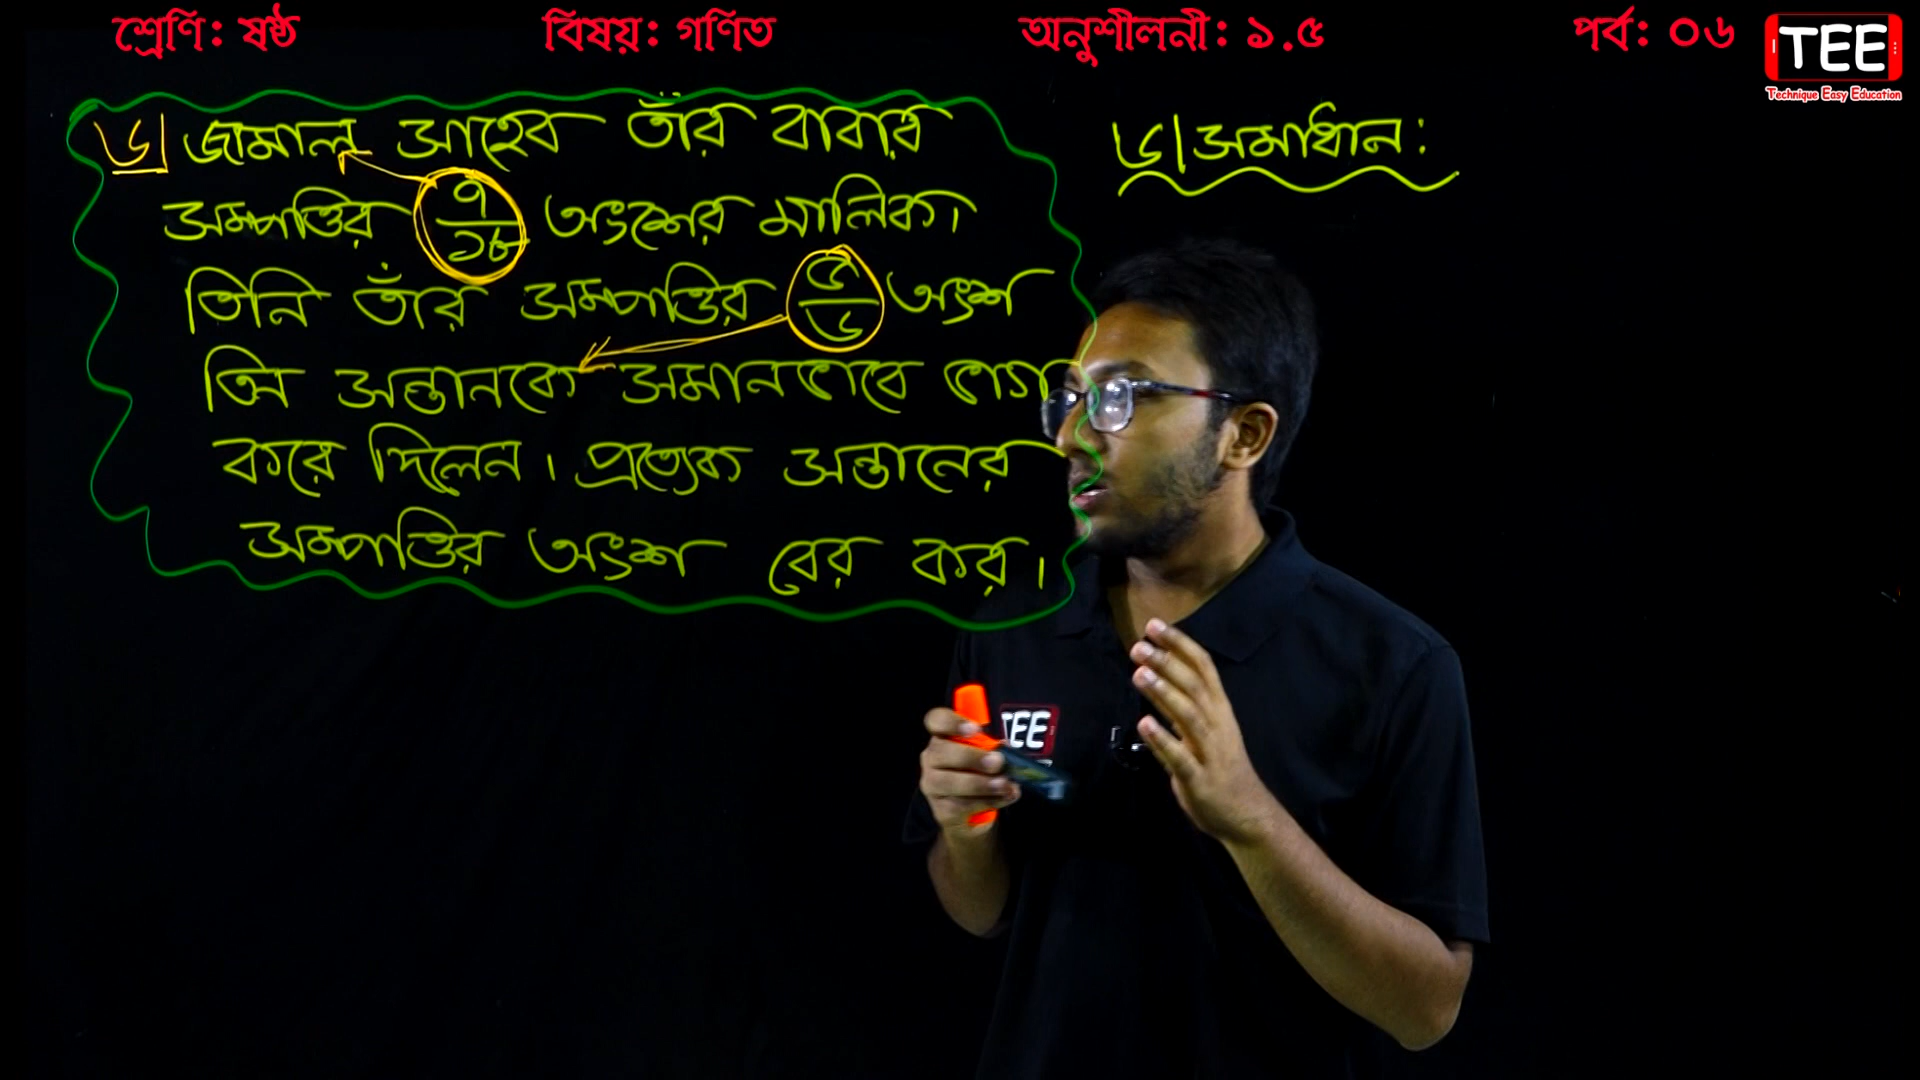 শ্রেণি: ষষ্ঠ বিষয়: গণিত অনুশীলনী: ১.৫ পর্ব: ০৬
TEE
Technique Easy Education
৬| জামাল সাহেব তাঁর বাবার
সম্পত্তির ৭/১৮ অংশের মালিক।
তিনি তাঁর সম্পত্তির ৫/৬ অংশ
তিন সন্তানকে সমানভাবে ভাগ
করে দিলেন। প্রত্যেক সন্তানের
সম্পত্তির অংশ বের কর।
৬| সমাধান:
TEE